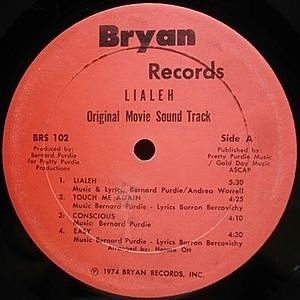 Bryan
Records
LIALEH
Original Movie Sound Track
BRS 102
Side A
Produced by:
Bernard Purdie
for Pretty Purdie
Productions
Published by:
Pretty Purdie Music
/ Gold Day Music
ASCAP
1. LIALEH 5:30
Music & Lyrics Bernard Purdie/Andrea Worrell
2. TOUCH ME AGAIN 4:25
Music Bernard Purdie - Lyrics Barron Bercovichy
3. CONSCIOUS 4:10
Music: Bernard Purdie
4. EASY 4:30
Music: Bernard Purdie - Lyrics Barron Bercovichy
Arranged by: Horace Ott
© 1974 BRYAN RECORDS, INC.